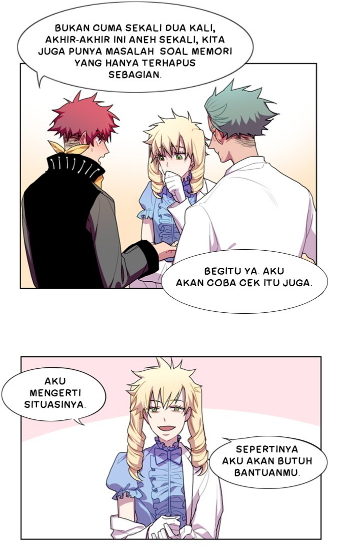 BUKAN CUMA SEKALI DUA KALI,
AKHIR-AKHIR INI ANEH SEKALI, KITA
JUGA PUNYA MASALAH SOAL MEMORI
YANG HANYA TERHAPUS
SEBAGIAN.
BEGITU YA. AKU
AKAN COBA CEK ITU JUGA.
AKU
MENGERTI
SITUASINYA.
SEPERTINYA
AKU AKAN BUTUH
BANTUANMU.